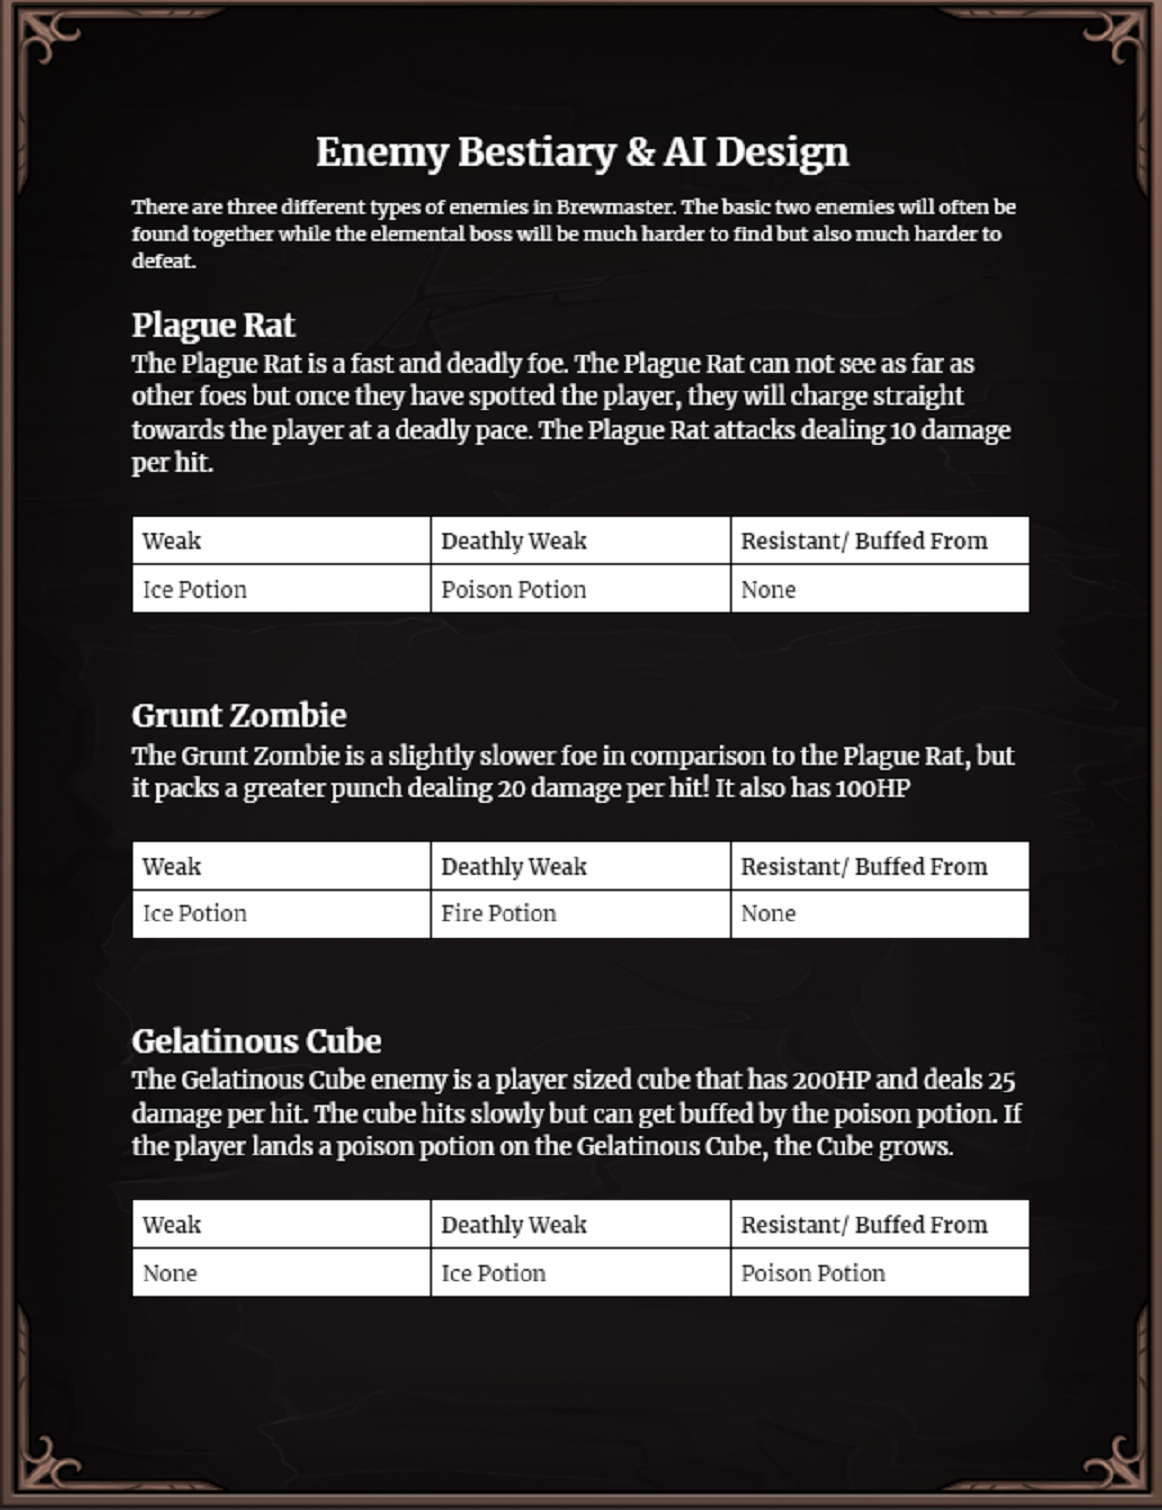 Enemy Bestiary & AI Design
There are three different types of enemies in Brewmaster. The basic two enemies will often be
found together while the elemental boss will be much harder to find but also much harder to
defeat.
Plague Rat
The Plague Rat is a fast and deadly foe. The Plague Rat can not see as far as
other foes but once they have spotted the player, they will charge straight
towards the player at a deadly pace. The Plague Rat attacks dealing 10 damage
per hit.
Weak Deathly Weak Resistant/ Buffed From
Ice Potion Poison Potion None
Grunt Zombie
The Grunt Zombie is a slightly slower foe in comparison to the Plague Rat, but
it packs a greater punch dealing 20 damage per hit! It also has 100HP
Weak Deathly Weak Resistant/ Buffed From
Ice Potion Fire Potion None
Gelatinous Cube
The Gelatinous Cube enemy is a player sized cube that has 200HP and deals 25
damage per hit. The cube hits slowly but can get buffed by the poison potion. If
the player lands a poison potion on the Gelatinous Cube, the Cube grows.
Weak Deathly Weak Resistant/ Buffed From
None Ice Potion Poison Potion